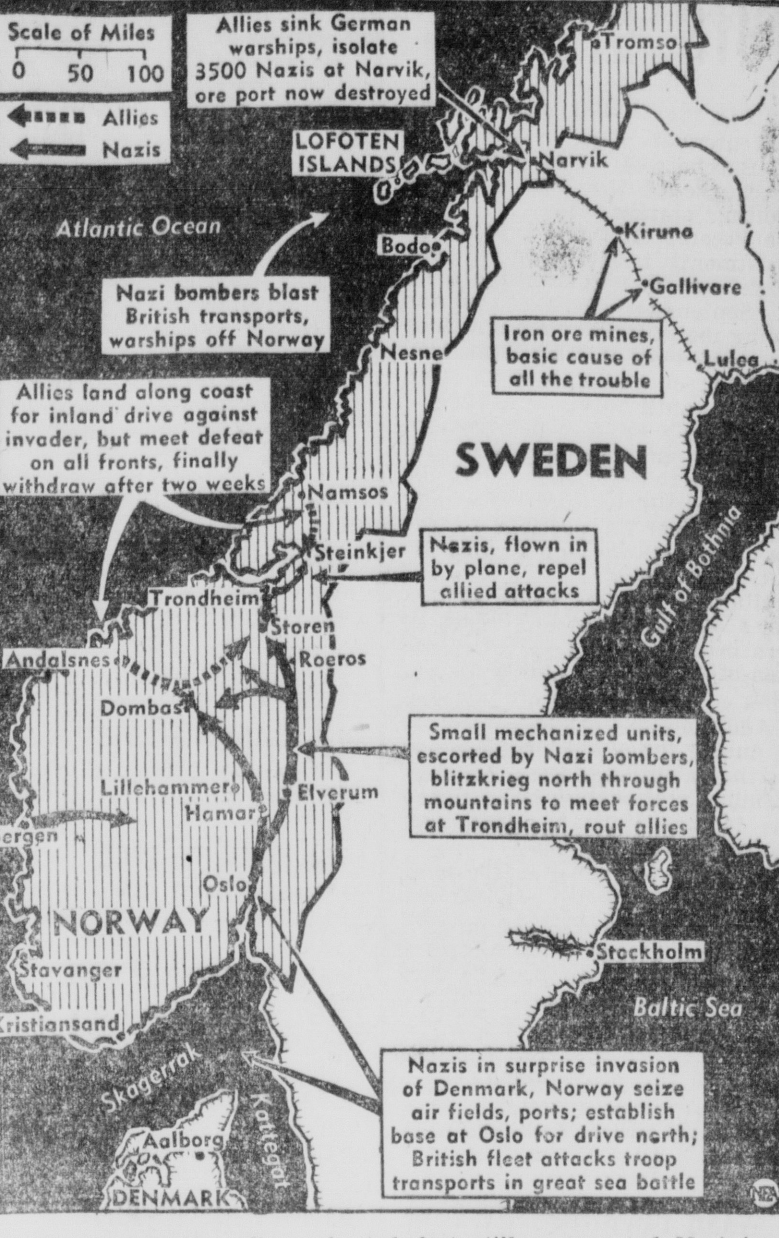 Scale of Miles
0 50 100
Allies
Nazis
Allies sink German
warships, isolate
3500 Nazis at Narvik,
ore port now destroyed
Tromso
LOFOTEN
ISLANDS
Narvik
Atlantic Ocean
Bodo
Kiruna
Gallivare
Nazi bombers blast
British transports,
warships off Norway
Iron ore mines,
basic cause of
all the trouble
Nesne
Lulea
Allies land along coast
for inland drive against
invader, but meet defeat
on all fronts, finally
withdraw after two weeks
SWEDEN
Namsos
Steinkjer
Nazis, flown in
by plane, repel
allied attacks
Gulf of Bothnia
Trondheim
Storen
Andalsnes
Roeros
Dombas
Small mechanized units,
escorted by Nazi bombers,
blitzkrieg north through
mountains to meet forces
at Trondheim, rout allies
Lillehammer
Elverum
Hamar
ergen
Oslo
NORWAY
Stavanger
Stockholm
Baltic Sea
Kristiansand
Skagerrak
Kattegat
Nazis in surprise invasion
of Denmark, Norway seize
air fields, ports; establish
base at Oslo for drive north;
British fleet attacks troop
transports in great sea battle
Aalborg
DENMARK
NEA